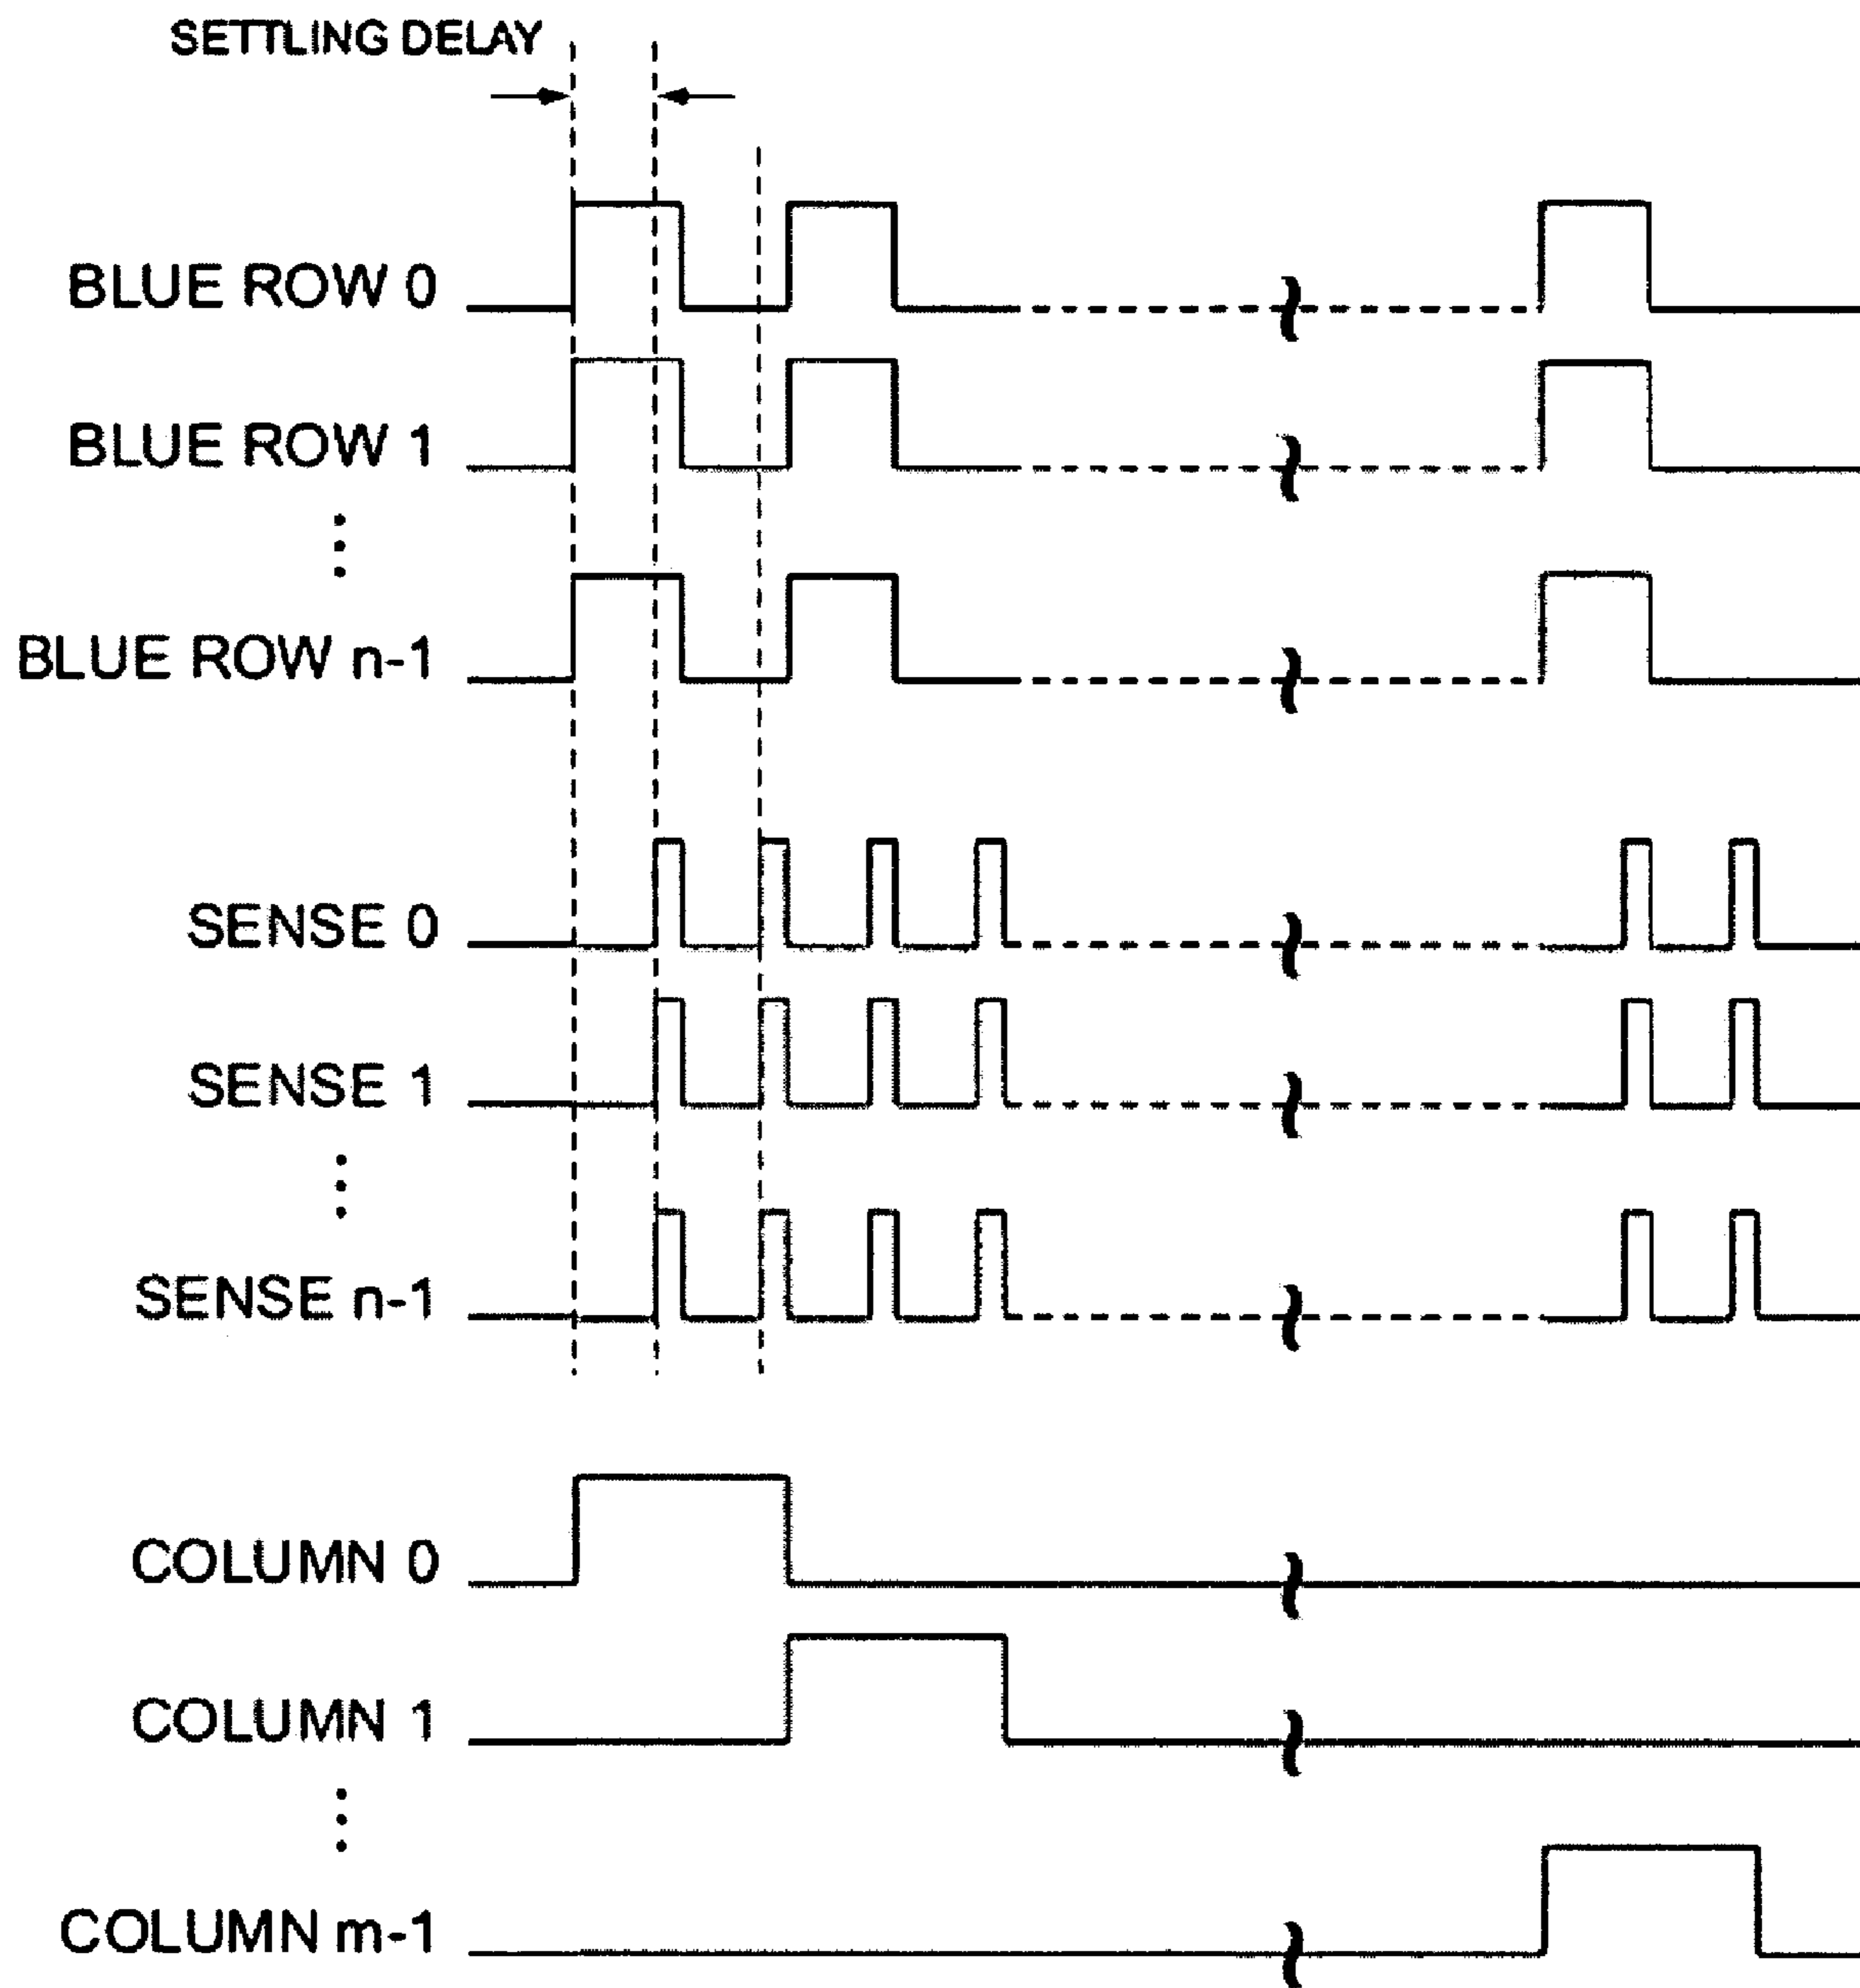 SETTLING DELAY
BLUE ROW 0
BLUE ROW 1
BLUE ROW n-1
SENSE 0
SENSE 1
SENSE n-1
COLUMN 0
COLUMN 1
COLUMN m-1